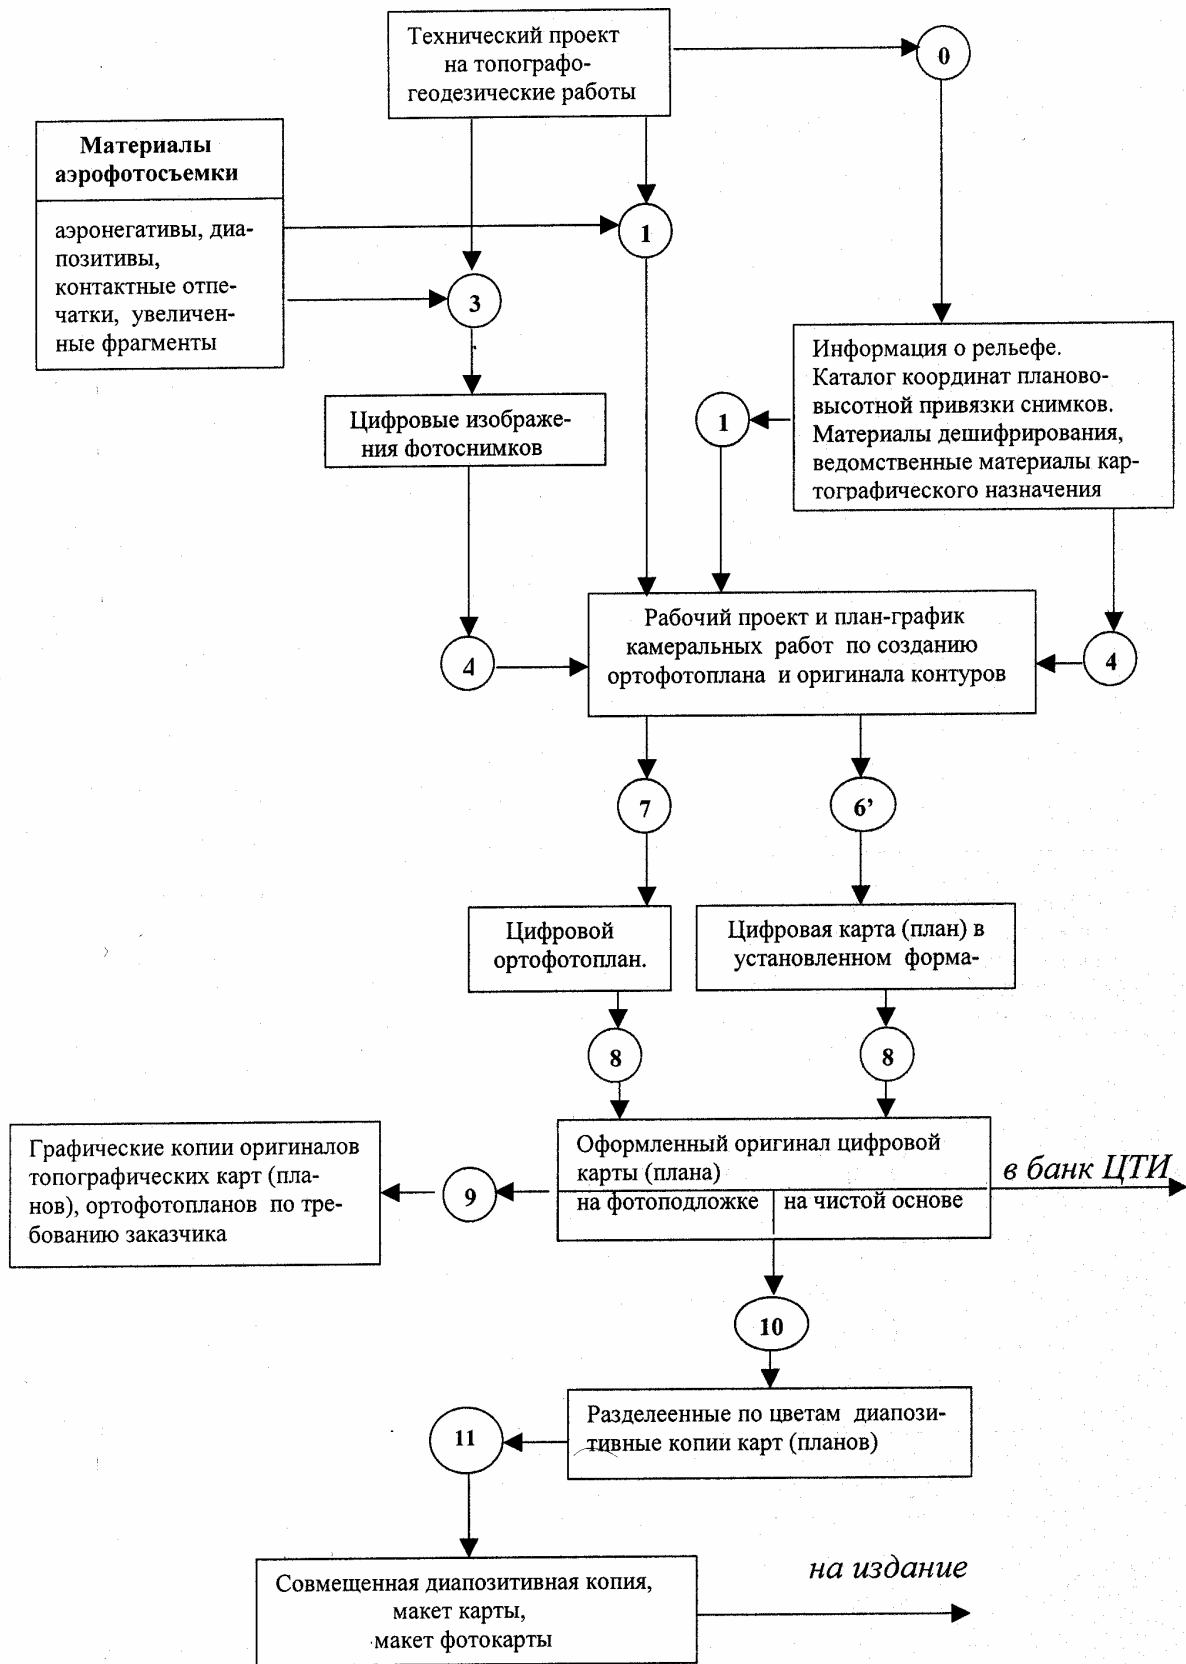 Технический проект
на топографо-
геодезические работы
0
Материалы
аэрофотосъемки
аэронегативы, диа-
позитивы,
контактные отпе-
чатки, увеличен-
ные фрагменты
1
3
Информация о рельефе.
Каталог координат планово-
высотной привязки снимков.
Материалы дешифрирования,
ведомственные материалы кар-
тографического назначения
1
Цифровые изображе-
ния фотоснимков
Рабочий проект и план-график
камеральных работ по созданию
ортофотоплана и оригинала контуров
4
4
7
6’
Цифровой
ортофотоплан.
Цифровая карта (план) в
установленном форма-
8
8
Графические копии оригиналов
топографических карт (пла-
нов), ортофотопланов по тре-
бованию заказчика
9
Оформленный оригинал цифровой
карты (плана)
на фотоподложке
на чистой основе
в банк ЦТИ
10
Разделеенные по цветам диапози-
тивные копии карт (планов)
11
Совмещенная диапозитивная копия,
макет карты,
макет фотокарты
на издание